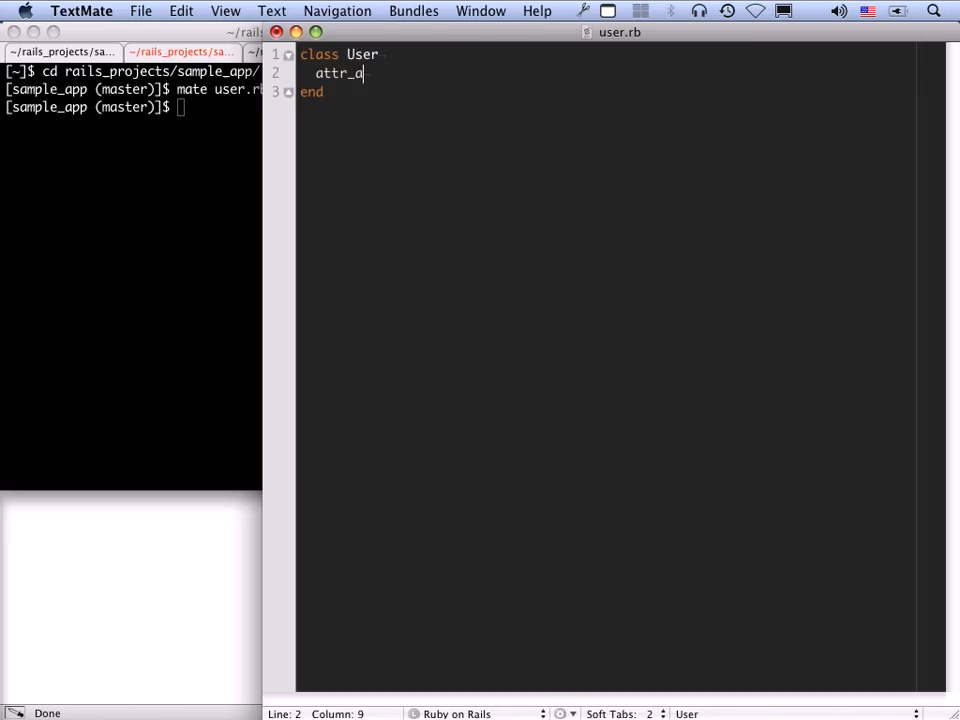 TextMate File Edit View Text Navigation Bundles Window Help
~/rails
user.rb
~/rails_projects/sa... ~/rails_projects/sa... ~/r
[~]$ cd rails_projects/sample_app/
[sample_app (master)]$ mate user.r
[sample_app (master)]$
1 class User
2 attr_a
3 end
Done
Line: 2 Column: 9 Ruby on Rails Soft Tabs: 2 User